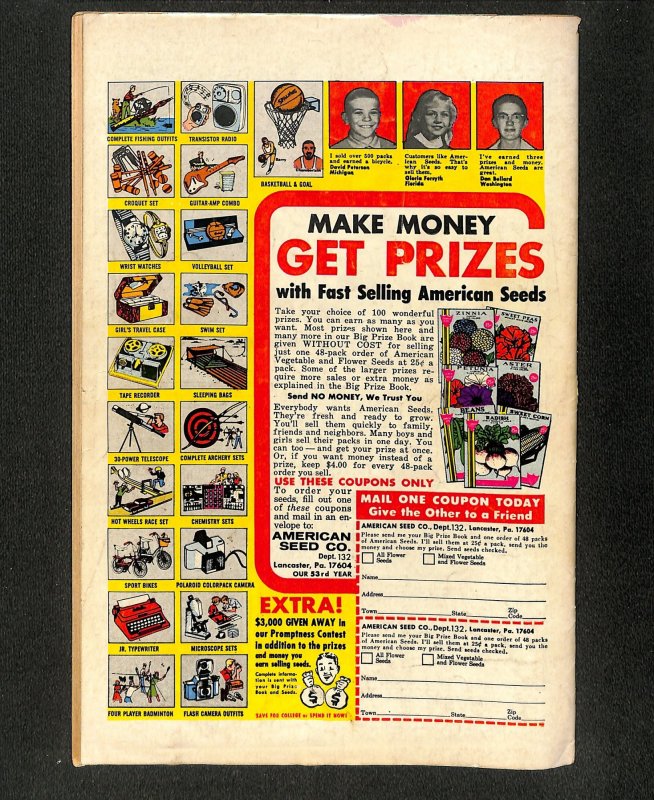 COMPLETE FISHING OUTFITS
TRANSISTOR RADIO
CROQUET SET
GUITAR-AMP COMBO
WRIST WATCHES
VOLLEYBALL SET
GIRL'S TRAVEL CASE
SWIM SET
TAPE RECORDER
SLEEPING BAGS
30-POWER TELESCOPE
COMPLETE ARCHERY SETS
HOT WHEELS RACE SET
CHEMISTRY SETS
SPORT BIKES
POLAROID COLORPACK CAMERA
JR. TYPEWRITER
MICROSCOPE SETS
FOUR PLAYER BADMINTON
FLASH CAMERA OUTFITS
BASKETBALL & GOAL
I sold over 500 packs
and earned a bicycle.
David Peterson
Michigan
Customers like Amer-
ican Seeds. That's
why it's so easy to
sell them.
Gloria Forsyth
Florida
I've earned three
prizes and money.
American Seeds are
great.
Dan Bollard
Washington
MAKE MONEY
GET PRIZES
with Fast Selling American Seeds
Take your choice of 100 wonderful
prizes. You can earn as many as you
want. Most prizes shown here and
many more in our Big Prize Book are
given WITHOUT COST for selling
just one 48-pack order of American
Vegetable and Flower Seeds at 25¢ a
pack. Some of the larger prizes re-
quire more sales or extra money as
explained in the Big Prize Book.
Send NO MONEY, We Trust You
Everybody wants American Seeds.
They're fresh and ready to grow.
You'll sell them quickly to family,
friends and neighbors. Many boys and
girls sell their packs in one day. You
can too — and get your prize at once.
Or, if you want money instead of a
prize, keep $4.00 for every 48-pack
order you sell.
ZINNIA
SWEET PEAS
PETUNIA
ASTER
BEANS
RADISH
SWEET CORN
USE THESE COUPONS ONLY
To order your
seeds, fill out one
of these coupons
and mail in an en-
velope to:
AMERICAN
SEED CO.
Dept. 132
Lancaster, Pa. 17604
OUR 53rd YEAR
MAIL ONE COUPON TODAY
Give the Other to a Friend
AMERICAN SEED CO., Dept.132, Lancaster, Pa. 17604
Please send me your Big Prize Book and one order of 48 packs
of American Seeds. I'll sell them at 25¢ a pack, send you the
money and choose my prize. Send seeds checked.
All Flower
Seeds
Mixed Vegetable
and Flower Seeds
Name
Address
Town State Zip
Code
AMERICAN SEED CO., Dept.132, Lancaster, Pa. 17604
Please send me your Big Prize Book and one order of 48 packs
of American Seeds. I'll sell them at 25¢ a pack, send you the
money and choose my prize. Send seeds checked.
All Flower
Seeds
Mixed Vegetable
and Flower Seeds
Name
Address
Town State Zip
Code
EXTRA!
$3,000 GIVEN AWAY in
our Promptness Contest
in addition to the prizes
and money you
earn selling seeds.
Complete informa-
tion is sent with
your Big Prize
Book and Seeds.
SAVE FOR COLLEGE or SPEND IT NOW!